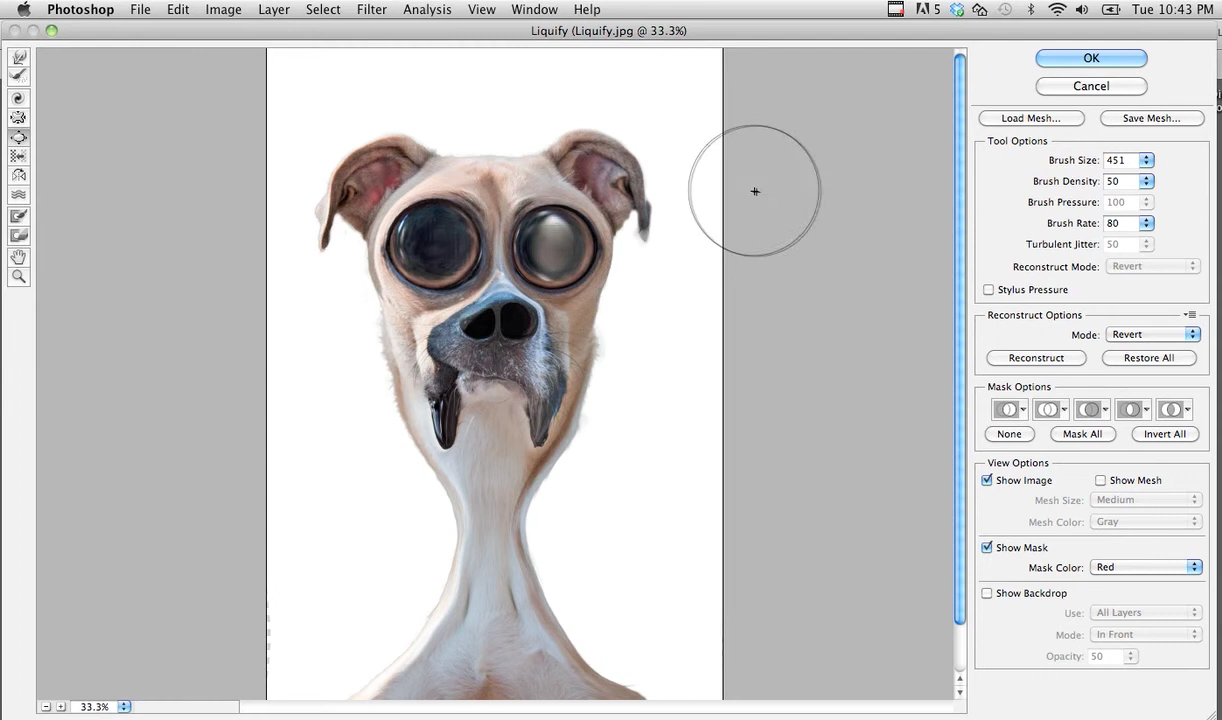 Photoshop File Edit Image Layer Select Filter Analysis View Window Help 5 Tue 10:43 PM
Liquify (Liquify.jpg @ 33.3%)
OK
Cancel
Load Mesh... Save Mesh...
Tool Options
Brush Size: 451
Brush Density: 50
Brush Pressure: 100
Brush Rate: 80
Turbulent Jitter: 50
Reconstruct Mode: Revert
Stylus Pressure
Reconstruct Options
Mode: Revert
Reconstruct Restore All
Mask Options
None Mask All Invert All
View Options
Show Image Show Mesh
Mesh Size: Medium
Mesh Color: Gray
Show Mask
Mask Color: Red
Show Backdrop
Use: All Layers
Mode: In Front
Opacity: 50
33.3%